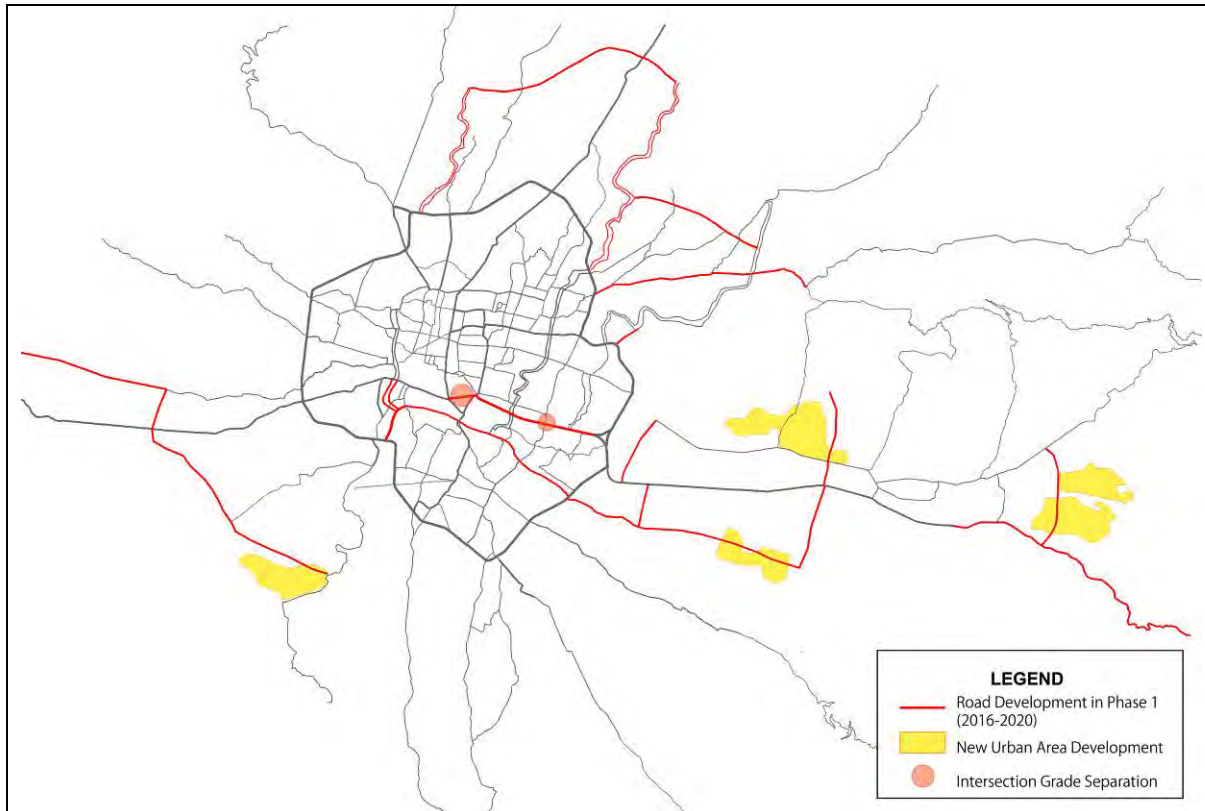 LEGEND
Road Development in Phase 1
(2016-2020)
New Urban Area Development
Intersection Grade Separation